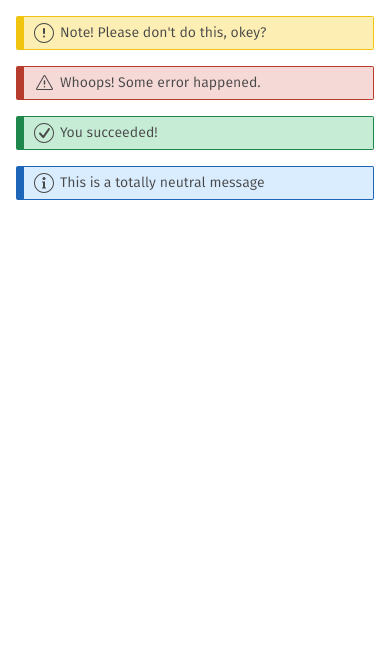 Note! Please don't do this, okey?
Whoops! Some error happened.
You succeeded!
This is a totally neutral message